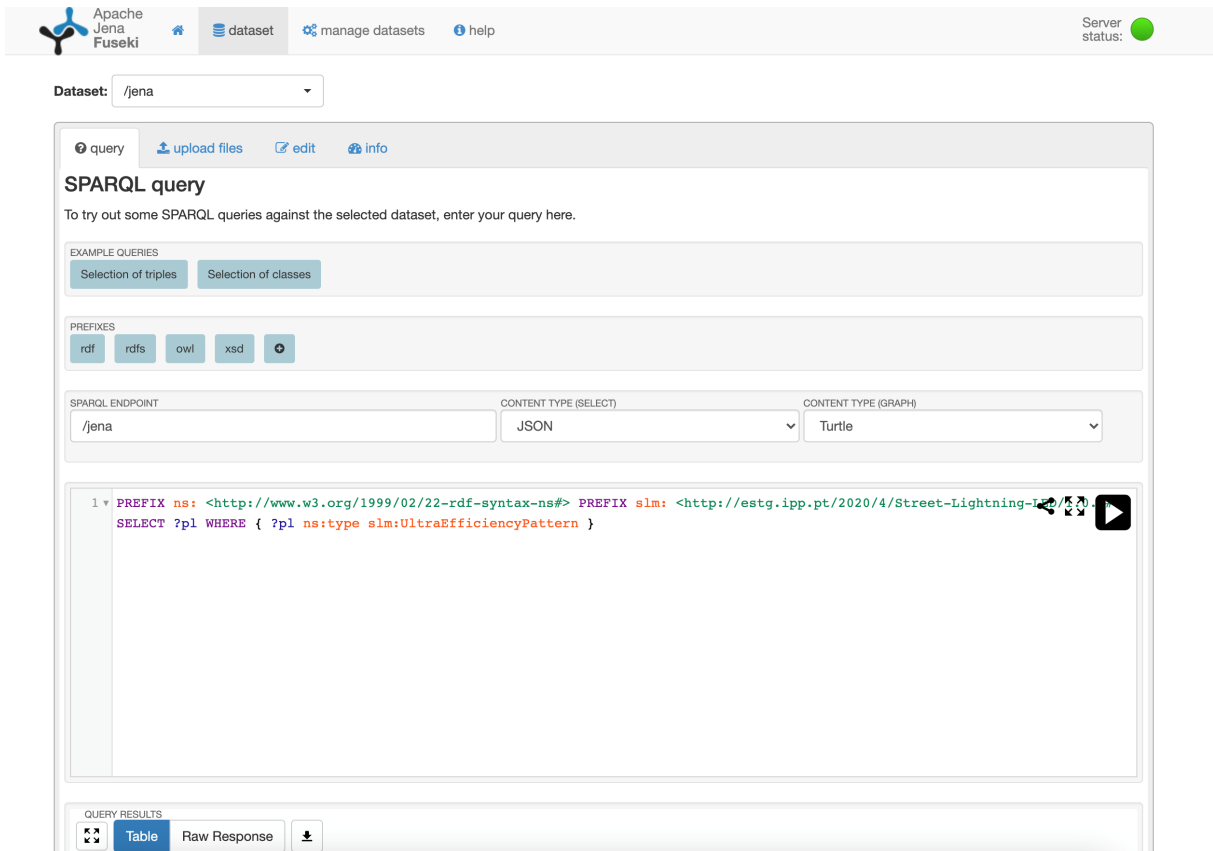 Apache
Jena
Fuseki
dataset
manage datasets
help
Server
status:
Dataset:
/jena
query
upload files
edit
info
SPARQL query
To try out some SPARQL queries against the selected dataset, enter your query here.
EXAMPLE QUERIES
Selection of triples
Selection of classes
PREFIXES
rdf
rdfs
owl
xsd
SPARQL ENDPOINT
CONTENT TYPE (SELECT)
CONTENT TYPE (GRAPH)
/jena
JSON
Turtle
1 PREFIX ns: <http://www.w3.org/1999/02/22-rdf-syntax-ns#> PREFIX slm: <http://estg.ipp.pt/2020/4/Street-Lightning-LED/1.0.
SELECT ?pl WHERE { ?pl ns:type slm:UltraEfficiencyPattern }
QUERY RESULTS
Table
Raw Response